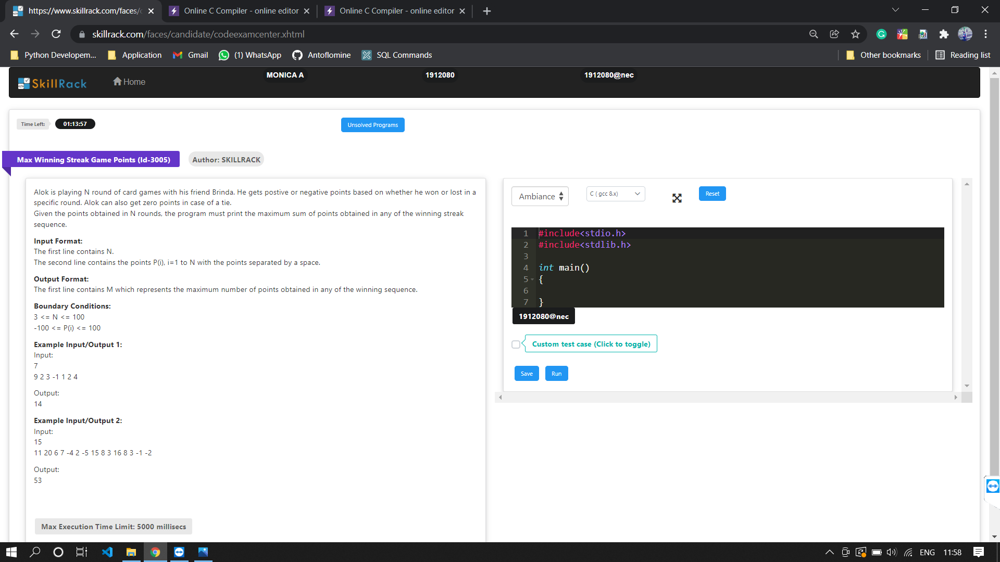 https://www.skillrack.com/faces/c
Online C Compiler - online editor
Online C Compiler - online editor
skillrack.com/faces/candidate/codeexamcenter.xhtml
Python Developem...
Application
Gmail
(1) WhatsApp
Antoflomine
SQL Commands
Other bookmarks
Reading list
SkillRack
Home
MONICA A
1912080
1912080@nec
Time Left:
01:13:57
Unsolved Programs
Max Winning Streak Game Points (Id-3005)
Author: SKILLRACK
Alok is playing N round of card games with his friend Brinda. He gets postive or negative points based on whether he won or lost in a
specific round. Alok can also get zero points in case of a tie.
Given the points obtained in N rounds, the program must print the maximum sum of points obtained in any of the winning streak
sequence.
Input Format:
The first line contains N.
The second line contains the points P(i), i=1 to N with the points separated by a space.
Output Format:
The first line contains M which represents the maximum number of points obtained in any of the winning sequence.
Boundary Conditions:
3 <= N <= 100
-100 <= P(i) <= 100
Example Input/Output 1:
Input:
7
9 2 3 -1 1 2 4
Output:
14
Example Input/Output 2:
Input:
15
11 20 6 7 -4 2 -5 15 8 3 16 8 3 -1 -2
Output:
53
Max Execution Time Limit: 5000 millisecs
Ambiance
C ( gcc 8.x)
Reset
1 #include<stdio.h>
2 #include<stdlib.h>
3
4 int main()
5 {
6
7 }
1912080@nec
Custom test case (Click to toggle)
Save
Run
ENG
11:58